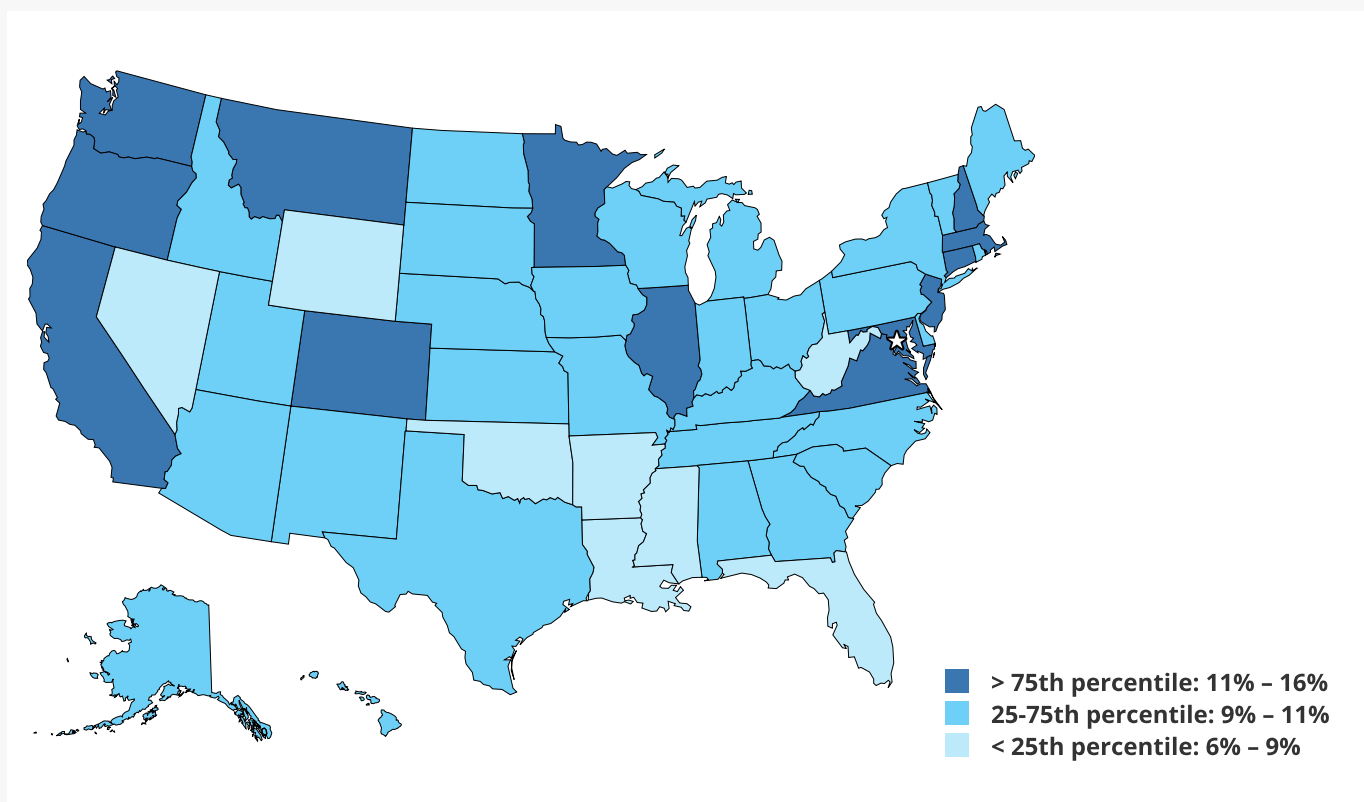 > 75th percentile: 11% – 16%
25-75th percentile: 9% – 11%
< 25th percentile: 6% – 9%